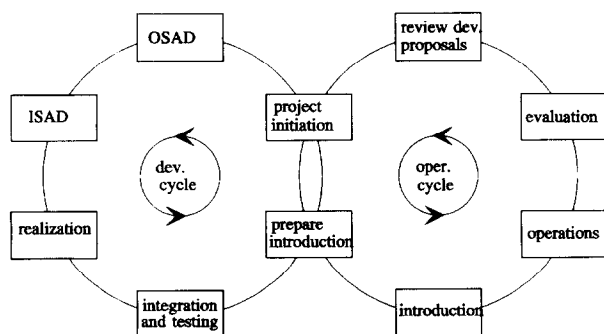 OSAD
review dev.
proposals
ISAD
project
initiation
evaluation
dev.
cycle
oper.
cycle
realization
prepare
introduction
operations
integration
and testing
introduction